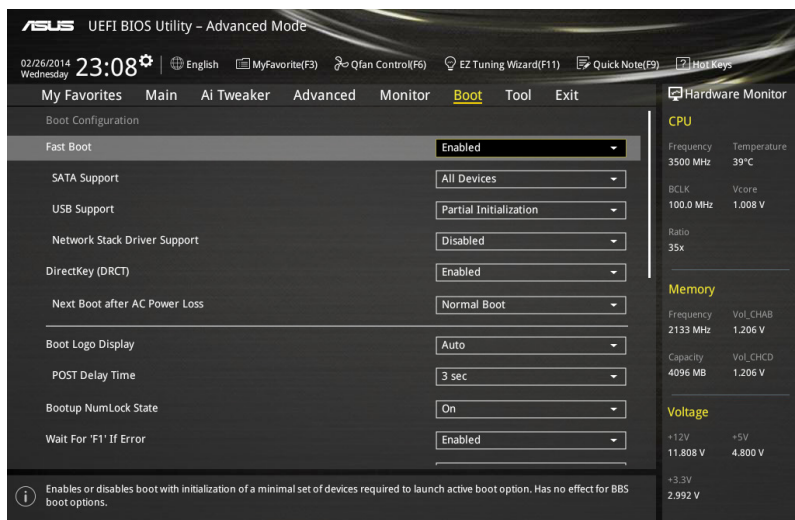 ASUS UEFI BIOS Utility – Advanced Mode
02/26/2014
Wednesday
23:08
English
MyFavorite(F3)
Qfan Control(F6)
EZ Tuning Wizard(F11)
Quick Note(F9)
? Hot Keys
My Favorites Main Ai Tweaker Advanced Monitor Boot Tool Exit
Boot Configuration
Fast Boot Enabled
SATA Support All Devices
USB Support Partial Initialization
Network Stack Driver Support Disabled
DirectKey (DRCT) Enabled
Next Boot after AC Power Loss Normal Boot
Boot Logo Display Auto
POST Delay Time 3 sec
Bootup NumLock State On
Wait For 'F1' If Error Enabled
Enables or disables boot with initialization of a minimal set of devices required to launch active boot option. Has no effect for BBS
boot options.
Hardware Monitor
CPU
Frequency Temperature
3500 MHz 39°C
BCLK Vcore
100.0 MHz 1.008 V
Ratio
35x
Memory
Frequency Vol_CHAB
2133 MHz 1.206 V
Capacity Vol_CHCD
4096 MB 1.206 V
Voltage
+12V +5V
11.808 V 4.800 V
+3.3V
2.992 V